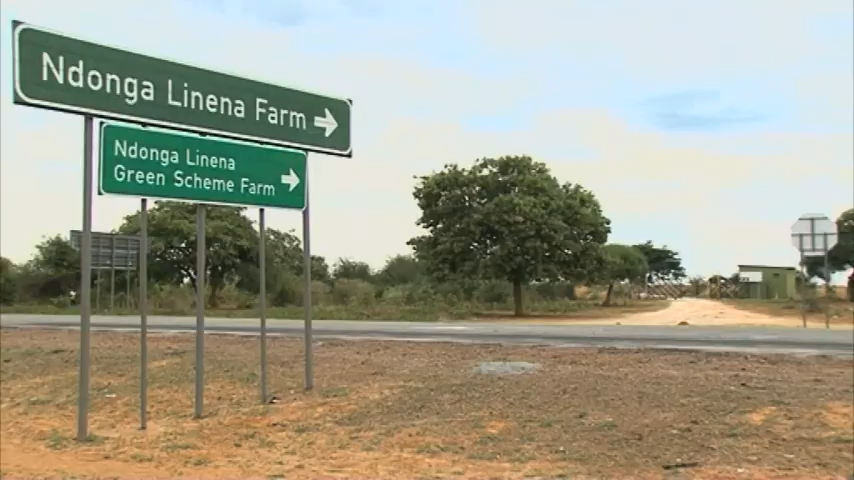 Ndonga Linena Farm →
Ndonga Linena
Green Scheme Farm →